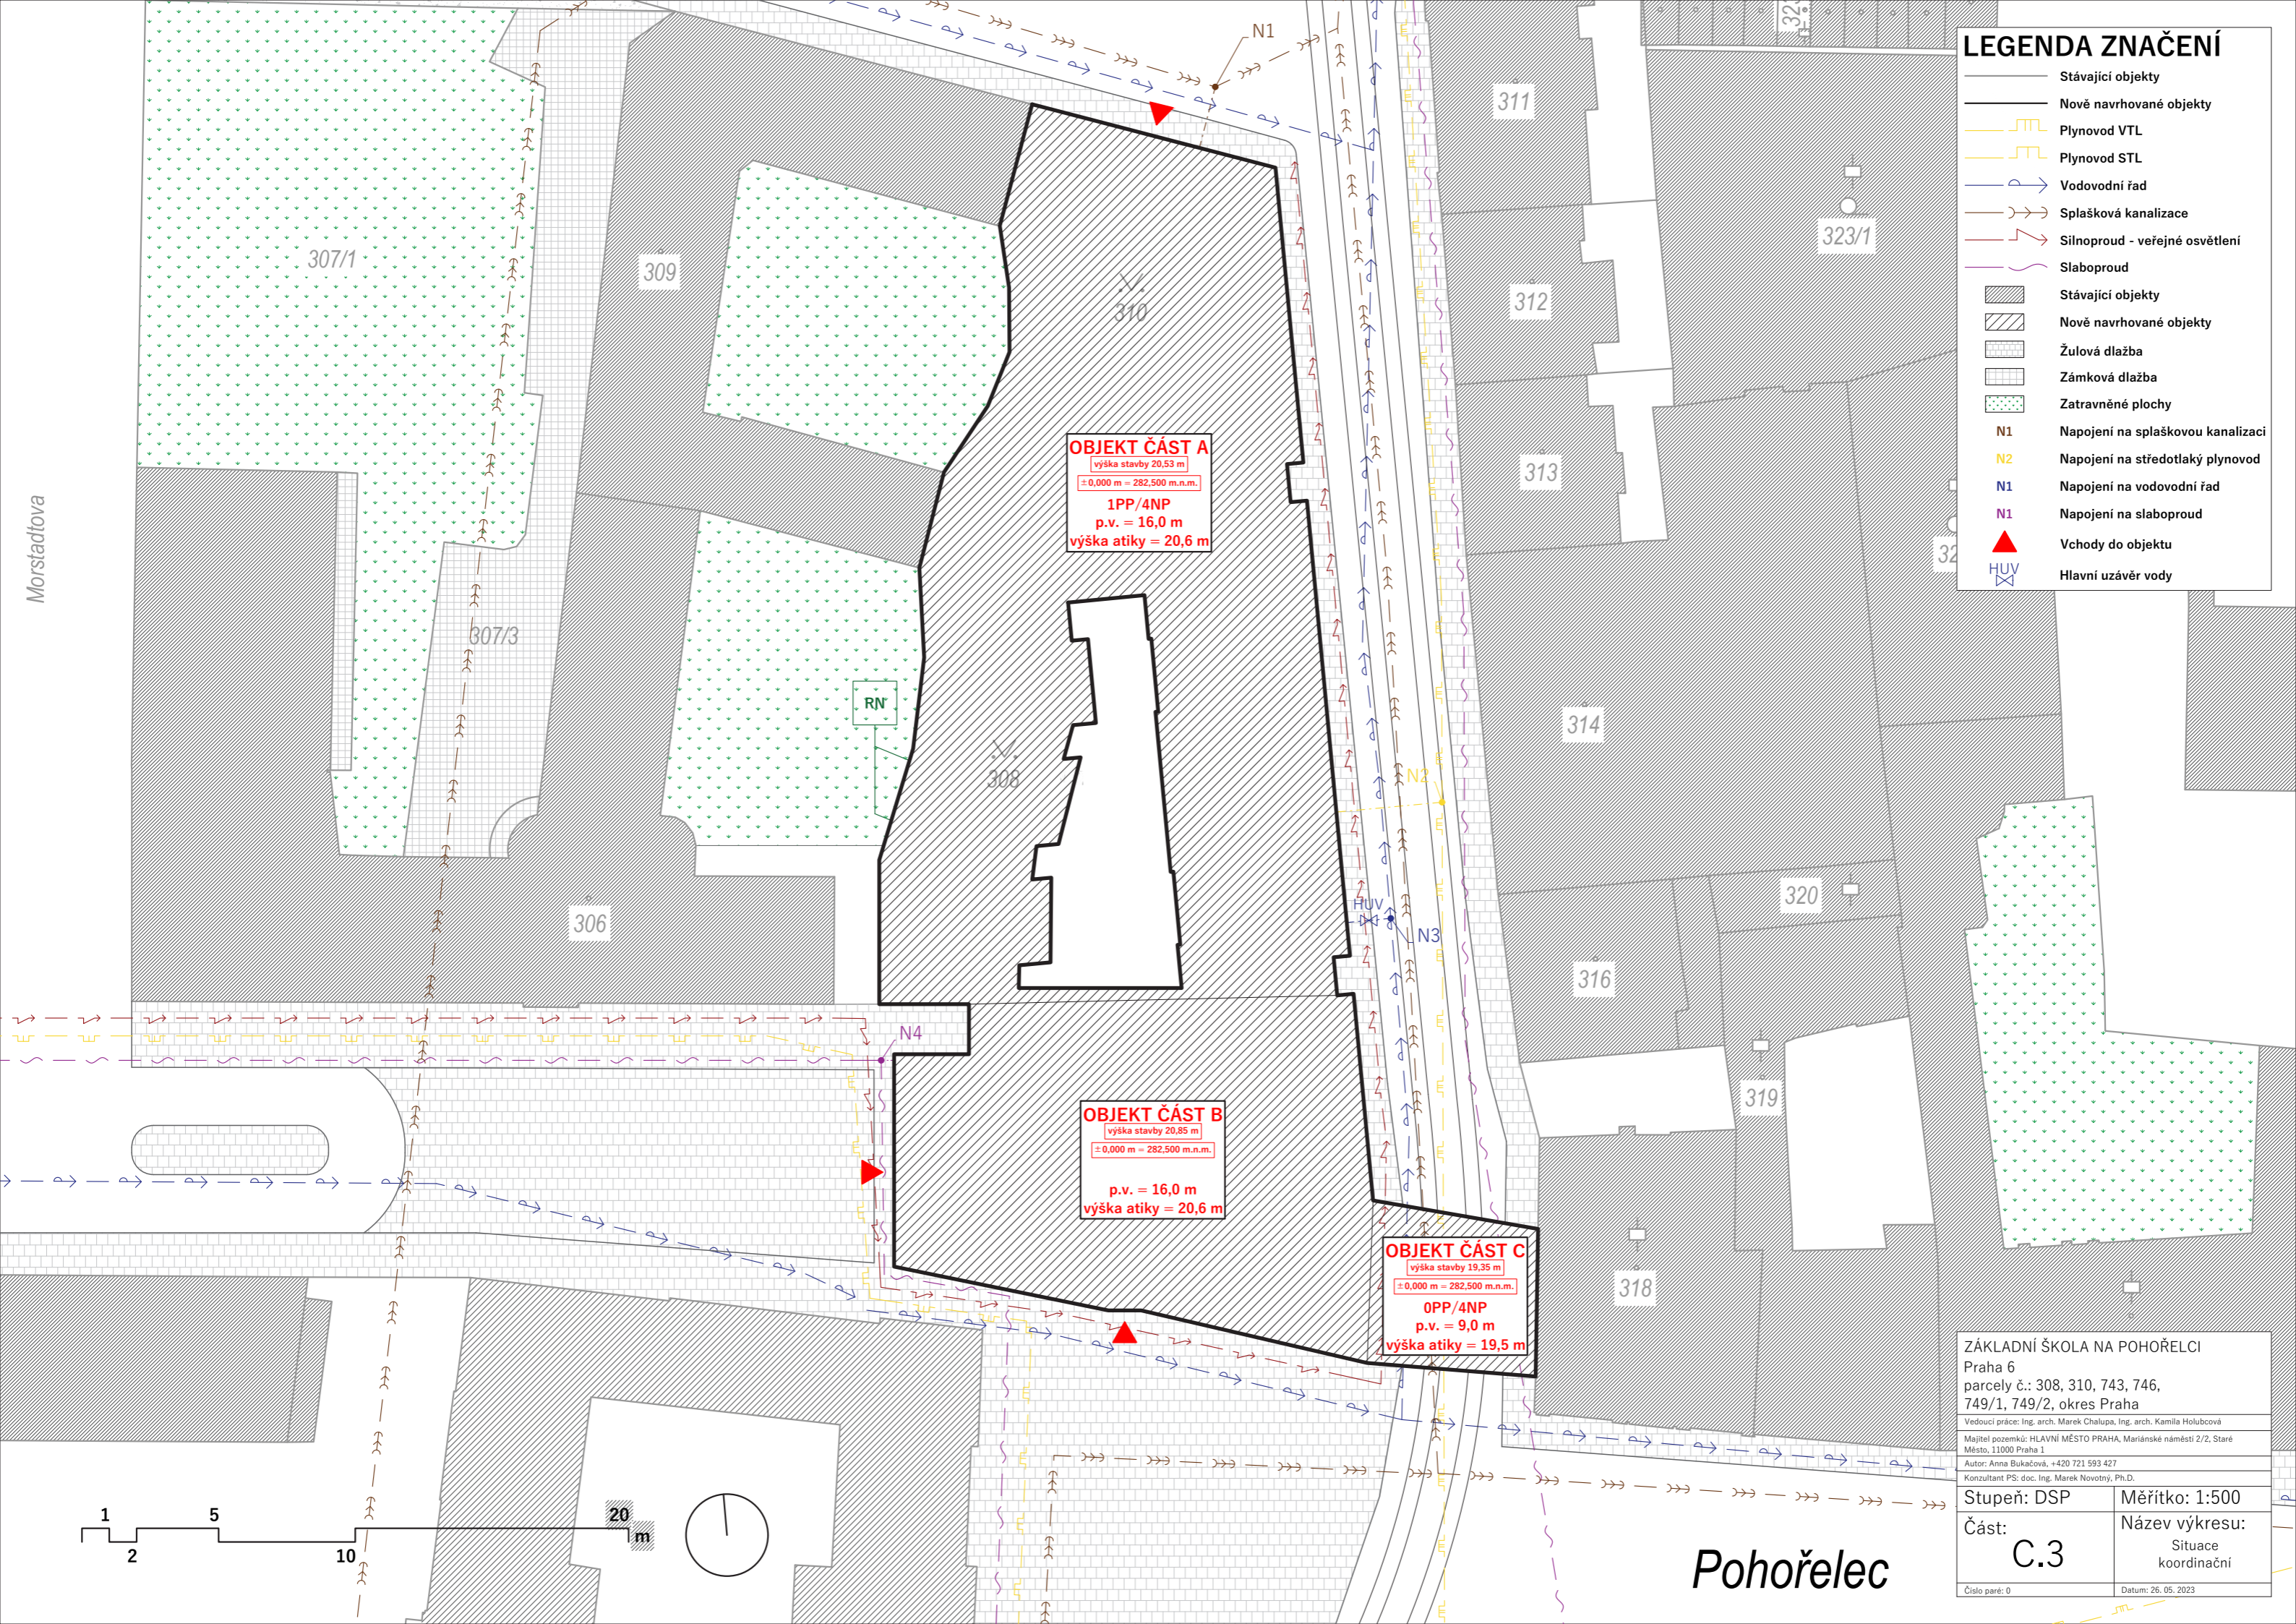 N1
311
323/1
312
307/1
309
310
313
Morstadtova
OBJEKT ČÁST A
výška stavby 20,53 m
±0,000 m = 282,500 m.n.m.
1PP/4NP
p.v. = 16,0 m
výška atiky = 20,6 m
307/3
RN
308
314
N2
HUV
N3
320
306
316
N4
319
OBJEKT ČÁST B
výška stavby 20,85 m
±0,000 m = 282,500 m.n.m.
p.v. = 16,0 m
výška atiky = 20,6 m
OBJEKT ČÁST C
výška stavby 19,35 m
±0,000 m = 282,500 m.n.m.
0PP/4NP
p.v. = 9,0 m
výška atiky = 19,5 m
318
1 5 20
2 10 m
Pohořelec
LEGENDA ZNAČENÍ
Stávající objekty
Nově navrhované objekty
Plynovod VTL
Plynovod STL
Vodovodní řad
Splašková kanalizace
Silnoproud - veřejné osvětlení
Slaboproud
Stávající objekty
Nově navrhované objekty
Žulová dlažba
Zámková dlažba
Zatravněné plochy
N1 Napojení na splaškovou kanalizaci
N2 Napojení na středotlaký plynovod
N1 Napojení na vodovodní řad
N1 Napojení na slaboproud
Vchody do objektu
HUV Hlavní uzávěr vody
ZÁKLADNÍ ŠKOLA NA POHOŘELCI
Praha 6
parcely č.: 308, 310, 743, 746,
749/1, 749/2, okres Praha
Vedoucí práce: Ing. arch. Marek Chalupa, Ing. arch. Kamila Holubcová
Majitel pozemků: HLAVNÍ MĚSTO PRAHA, Mariánské náměstí 2/2, Staré
Město, 11000 Praha 1
Autor: Anna Bukačová, +420 721 593 427
Konzultant PS: doc. Ing. Marek Novotný, Ph.D.
Stupeň: DSP
Měřítko: 1:500
Část:
C.3
Název výkresu:
Situace
koordinační
Číslo paré: 0
Datum: 26. 05. 2023